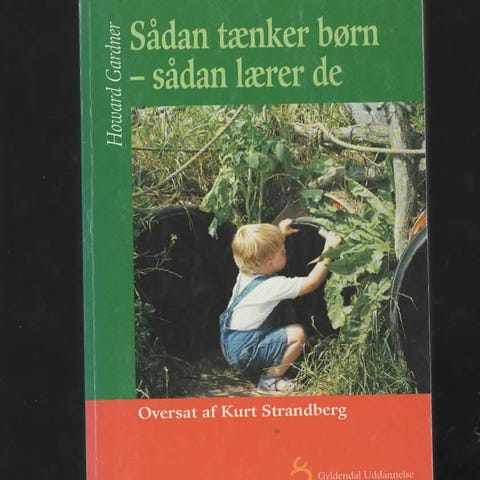 Howard Gardner
Sådan tænker børn
– sådan lærer de
Oversat af Kurt Strandberg
Gyldendal Uddannelse